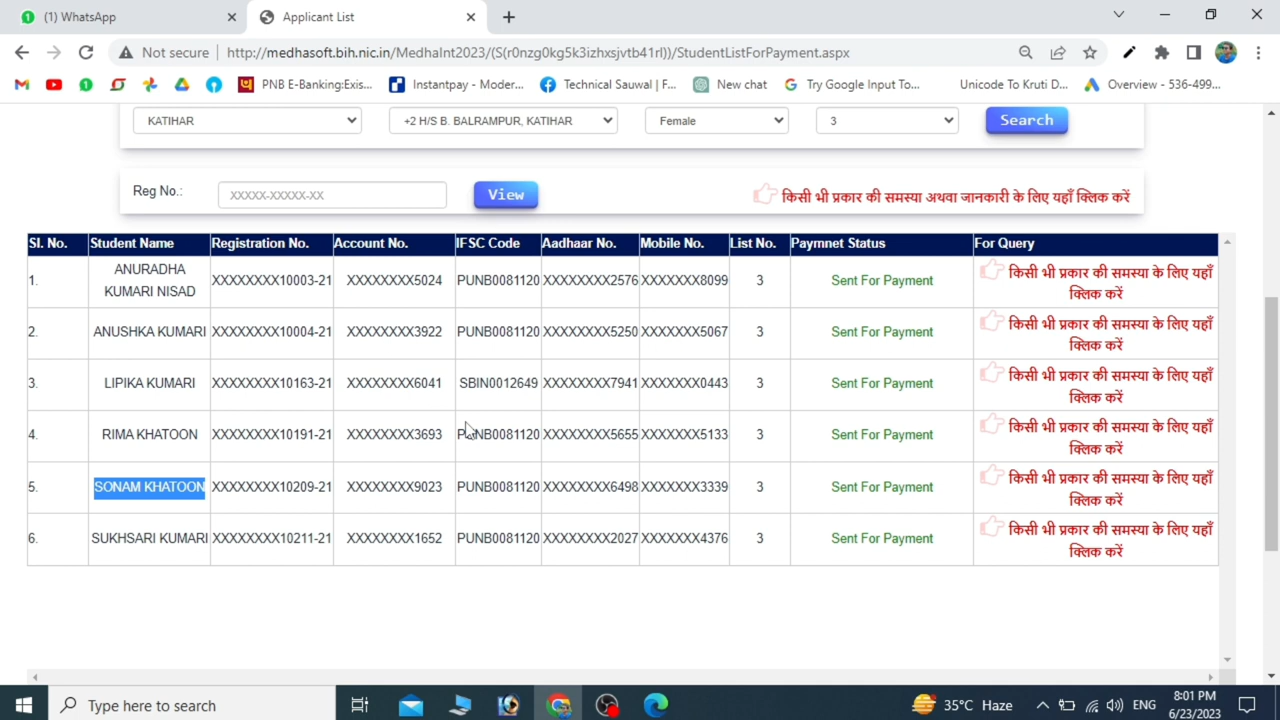 (1) WhatsApp
Applicant List
Not secure
http://medhasoft.bih.nic.in/MedhaInt2023/(S(r0nzg0kg5k3izhxsjvtb41rl))/StudentListForPayment.aspx
PNB E-Banking:Exis... Instantpay - Moder... Technical Sauwal | F... New chat Try Google Input To... Unicode To Kruti D... Overview - 536-499...
KATIHAR +2 H/S B. BALRAMPUR, KATIHAR Female 3 Search
Reg No.: XXXXX-XXXXX-XX View किसी भी प्रकार की समस्या अथवा जानकारी के लिए यहाँ क्लिक करें
Sl. No. Student Name Registration No. Account No. IFSC Code Aadhaar No. Mobile No. List No. Paymnet Status For Query
1. ANURADHA KUMARI NISAD XXXXXXXX10003-21 XXXXXXXX5024 PUNB0081120 XXXXXXXX2576 XXXXXXX8099 3 Sent For Payment किसी भी प्रकार की समस्या के लिए यहाँ क्लिक करें
2. ANUSHKA KUMARI XXXXXXXX10004-21 XXXXXXXX3922 PUNB0081120 XXXXXXXX5250 XXXXXXX5067 3 Sent For Payment किसी भी प्रकार की समस्या के लिए यहाँ क्लिक करें
3. LIPIKA KUMARI XXXXXXXX10163-21 XXXXXXXX6041 SBIN0012649 XXXXXXXX7941 XXXXXXX0443 3 Sent For Payment किसी भी प्रकार की समस्या के लिए यहाँ क्लिक करें
4. RIMA KHATOON XXXXXXXX10191-21 XXXXXXXX3693 PUNB0081120 XXXXXXXX5655 XXXXXXX5133 3 Sent For Payment किसी भी प्रकार की समस्या के लिए यहाँ क्लिक करें
5. SONAM KHATOON XXXXXXXX10209-21 XXXXXXXX9023 PUNB0081120 XXXXXXXX6498 XXXXXXX3339 3 Sent For Payment किसी भी प्रकार की समस्या के लिए यहाँ क्लिक करें
6. SUKHSARI KUMARI XXXXXXXX10211-21 XXXXXXXX1652 PUNB0081120 XXXXXXXX2027 XXXXXXX4376 3 Sent For Payment किसी भी प्रकार की समस्या के लिए यहाँ क्लिक करें
Type here to search
35°C Haze
ENG
8:01 PM
6/23/2023